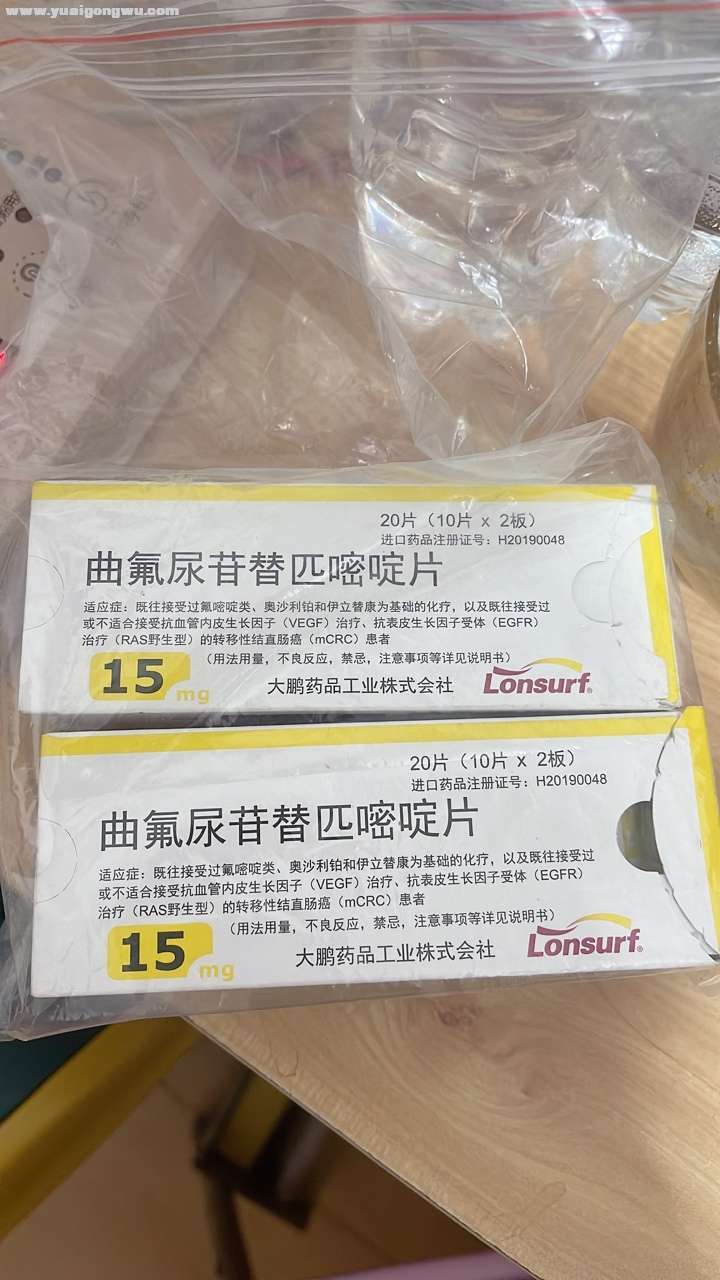 www.yuaigongwu.com
20片（10片 x 2板）
进口药品注册证号：H20190048
曲氟尿苷替匹嘧啶片
适应症：既往接受过氟嘧啶类、奥沙利铂和伊立替康为基础的化疗，以及既往接受过
或不适合接受抗血管内皮生长因子（VEGF）治疗、抗表皮生长因子受体（EGFR）
治疗（RAS野生型）的转移性结直肠癌（mCRC）患者
（用法用量，不良反应，禁忌，注意事项等详见说明书）
15 mg
大鹏药品工业株式会社
Lonsurf®
20片（10片 x 2板）
进口药品注册证号：H20190048
曲氟尿苷替匹嘧啶片
适应症：既往接受过氟嘧啶类、奥沙利铂和伊立替康为基础的化疗，以及既往接受过
或不适合接受抗血管内皮生长因子（VEGF）治疗、抗表皮生长因子受体（EGFR）
治疗（RAS野生型）的转移性结直肠癌（mCRC）患者
（用法用量，不良反应，禁忌，注意事项等详见说明书）
15 mg
大鹏药品工业株式会社
Lonsurf®